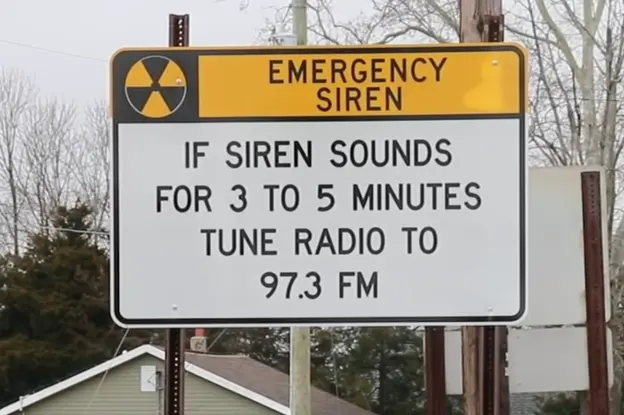 EMERGENCY
SIREN
IF SIREN SOUNDS
FOR 3 TO 5 MINUTES
TUNE RADIO TO
97.3 FM